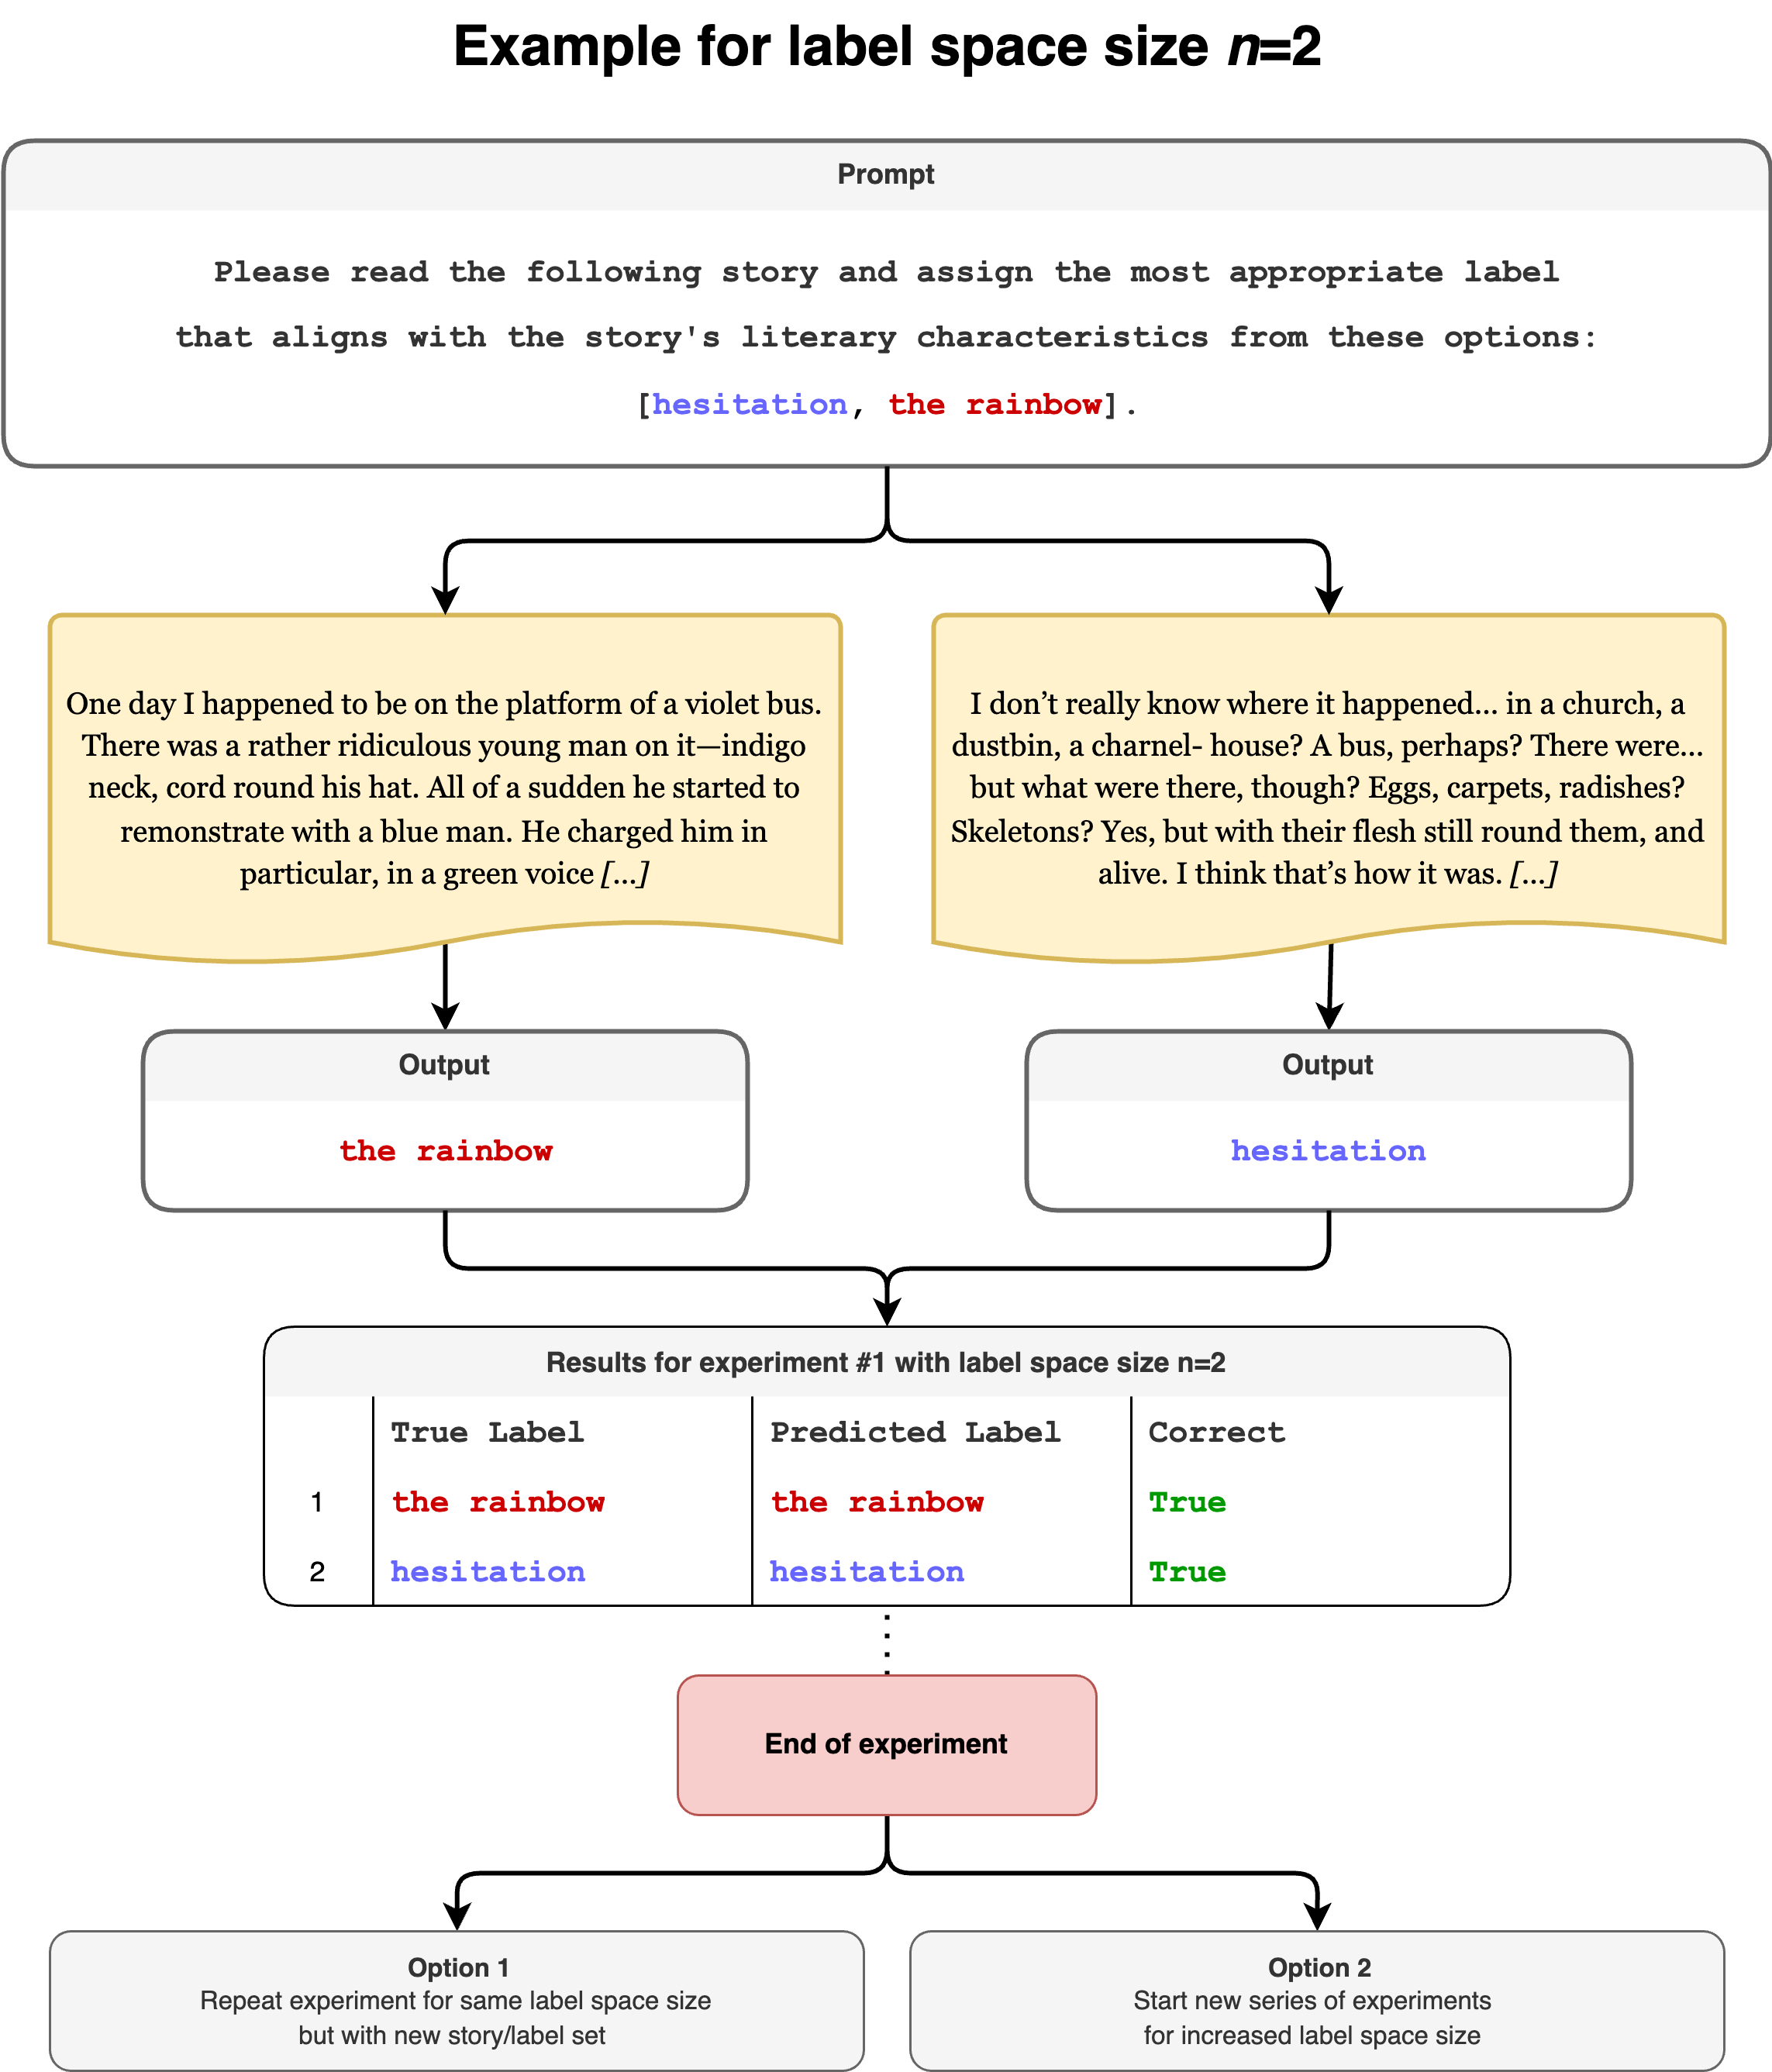 Example for label space size n=2
Prompt
Please read the following story and assign the most appropriate label
that aligns with the story's literary characteristics from these options:
[hesitation, the rainbow].
One day I happened to be on the platform of a violet bus.
There was a rather ridiculous young man on it—indigo
neck, cord round his hat. All of a sudden he started to
remonstrate with a blue man. He charged him in
particular, in a green voice [...]
I don’t really know where it happened... in a church, a
dustbin, a charnel- house? A bus, perhaps? There were...
but what were there, though? Eggs, carpets, radishes?
Skeletons? Yes, but with their flesh still round them, and
alive. I think that’s how it was. [...]
Output
the rainbow
Output
hesitation
Results for experiment #1 with label space size n=2
True Label Predicted Label Correct
1 the rainbow the rainbow True
2 hesitation hesitation True
End of experiment
Option 1
Repeat experiment for same label space size
but with new story/label set
Option 2
Start new series of experiments
for increased label space size